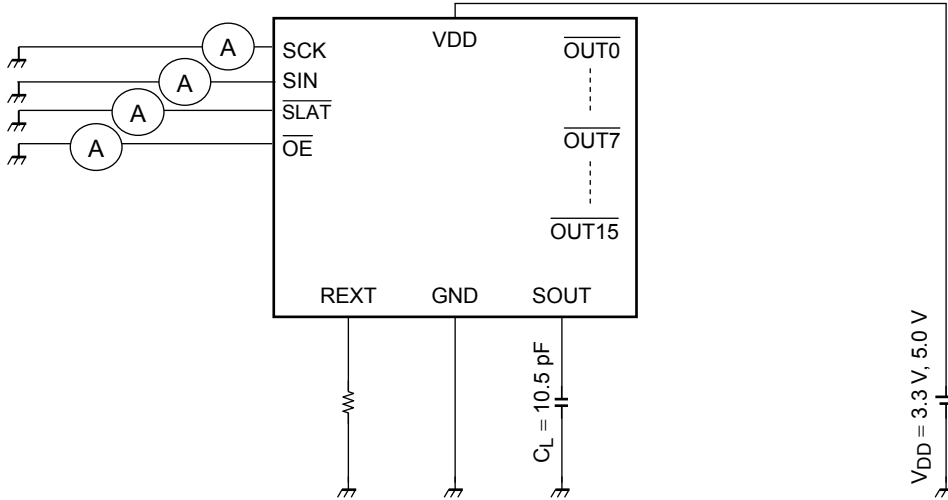 A SCK VDD OUT0
A SIN
A SLAT
A OE OUT7
OUT15
REXT GND SOUT
CL = 10.5 pF
VDD = 3.3 V, 5.0 V